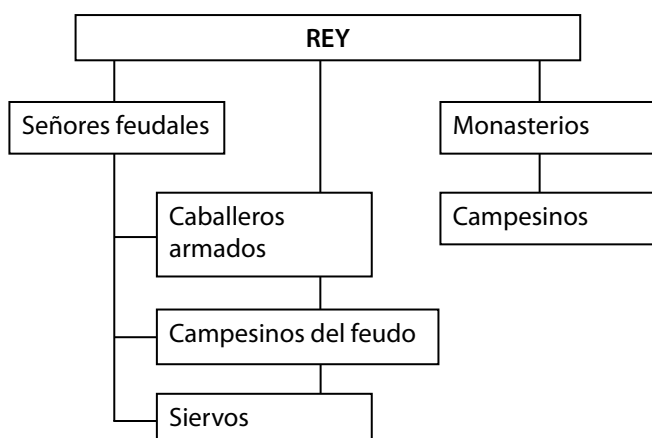 REY
Señores feudales
Monasterios
Caballeros
armados
Campesinos
Campesinos del feudo
Siervos